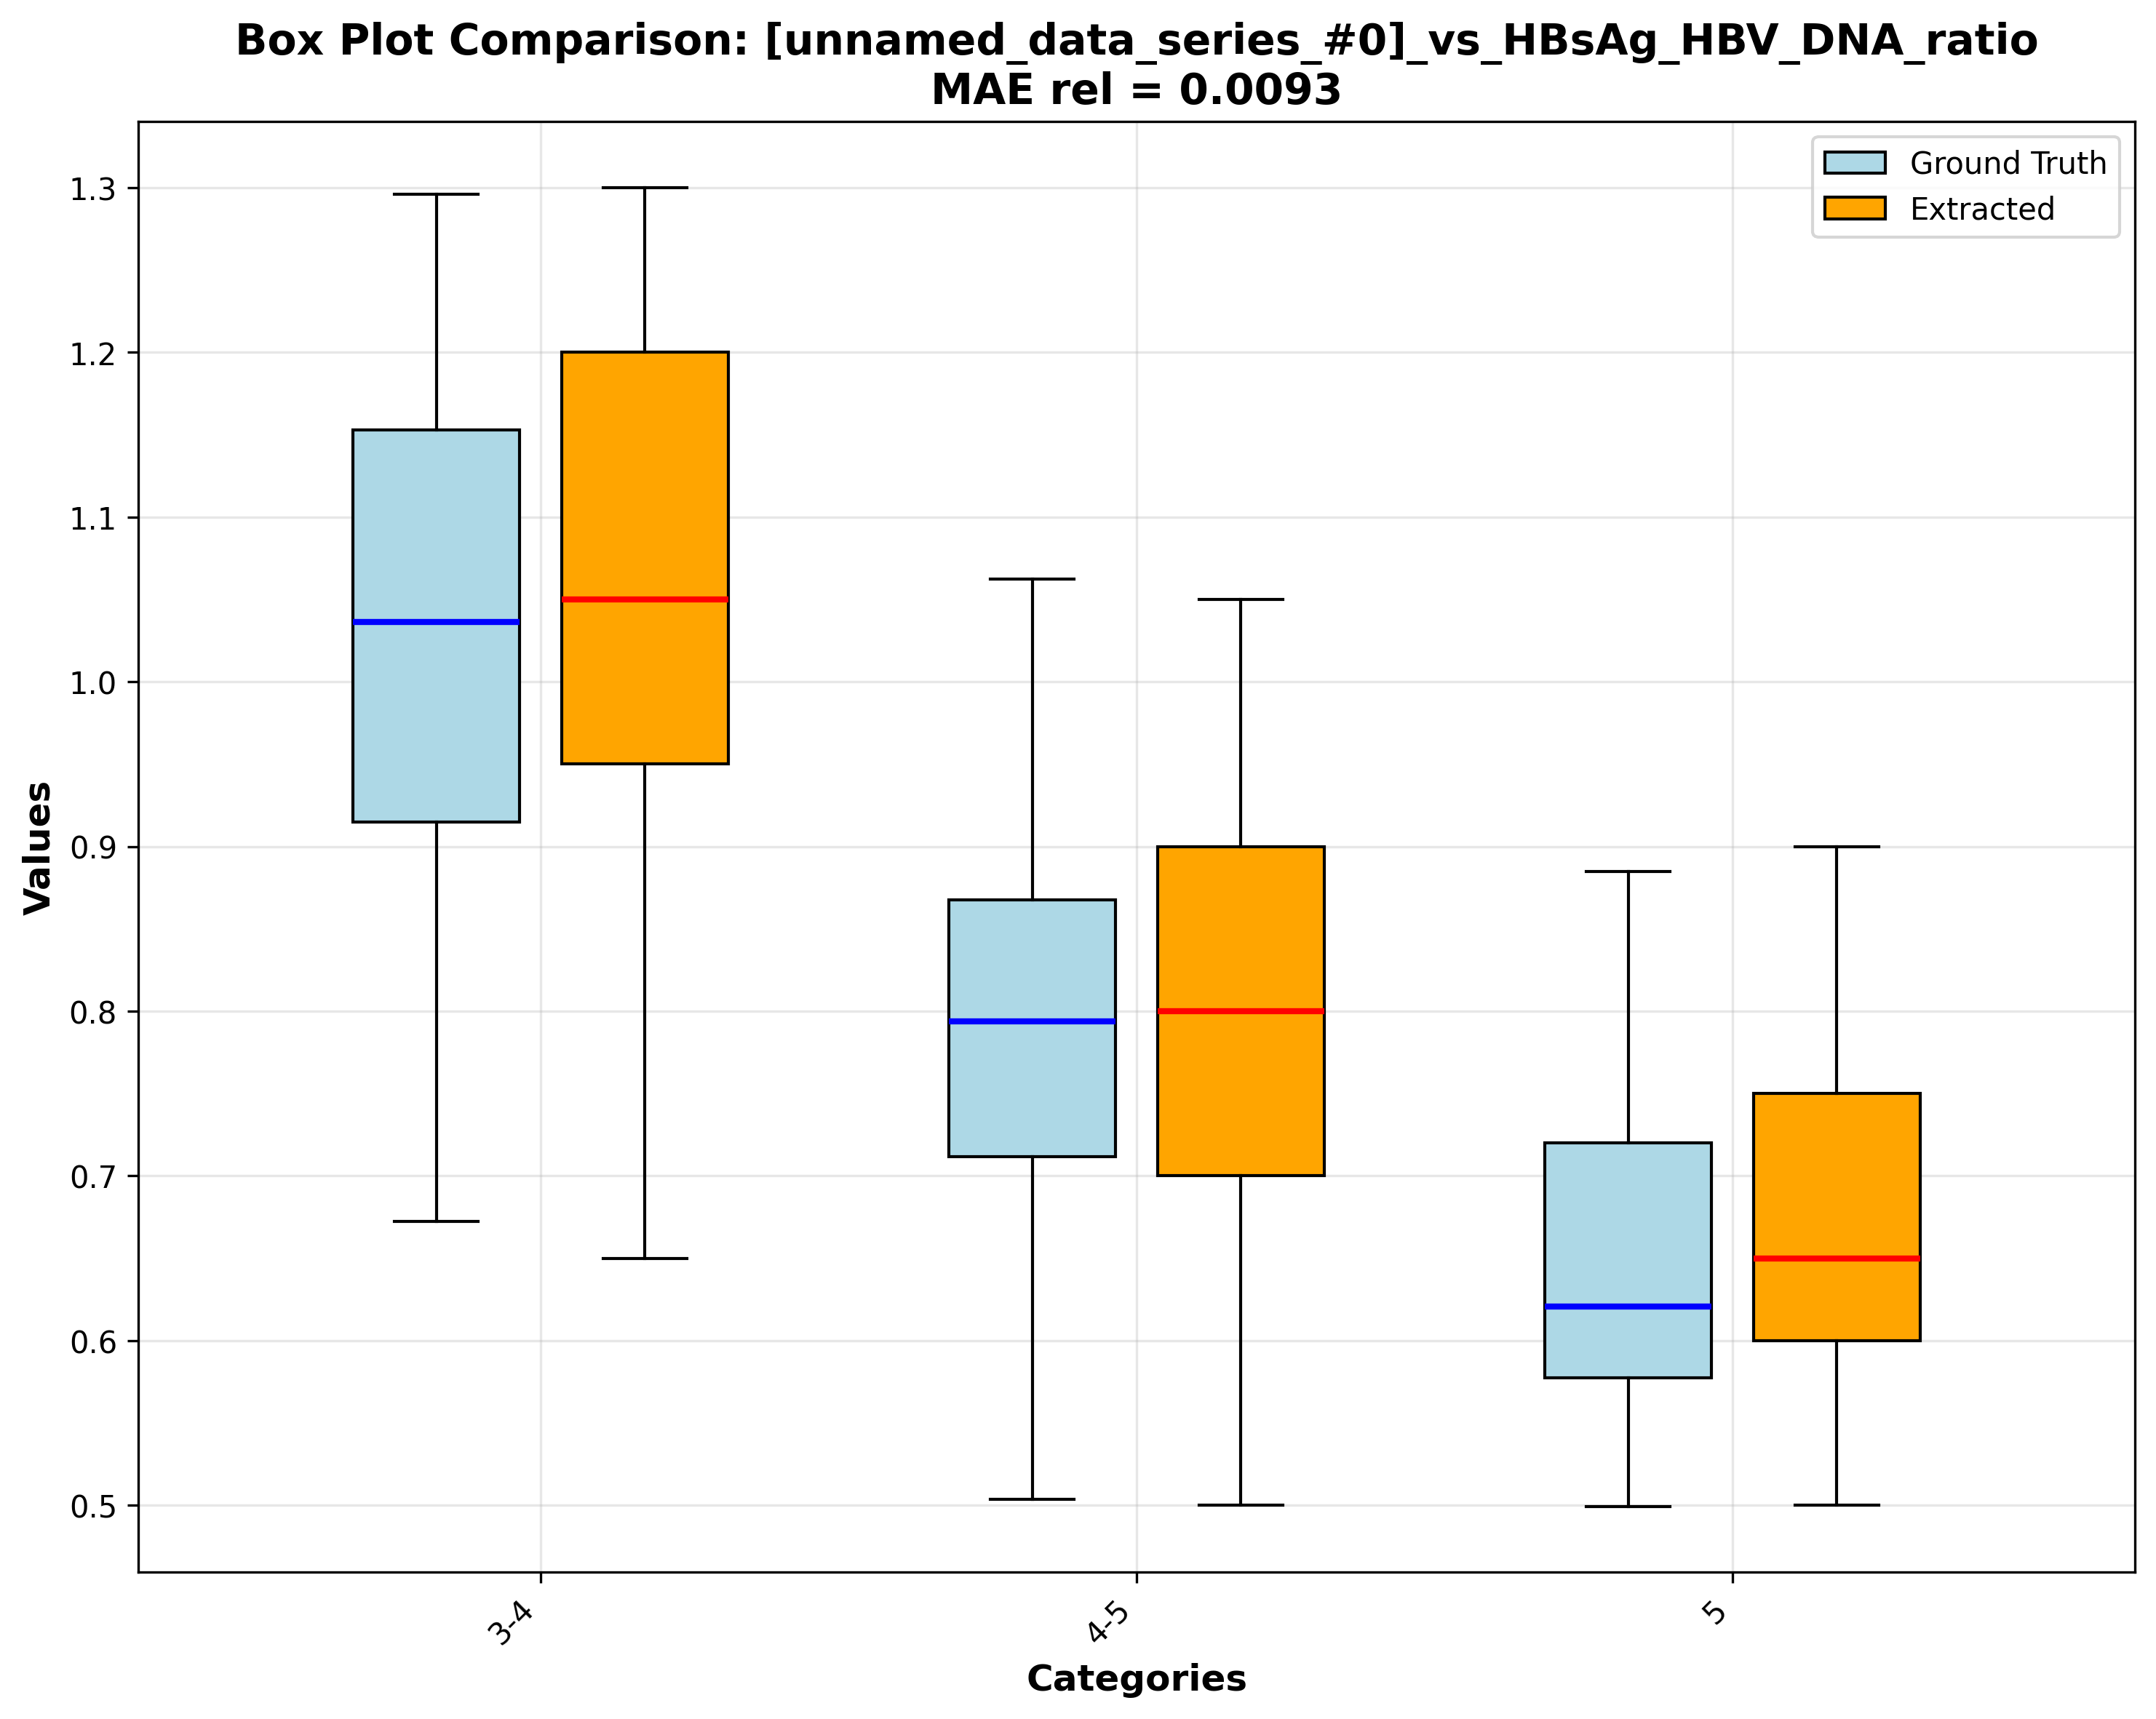 Box Plot Comparison: [unnamed_data_series_#0]_vs_HBsAg_HBV_DNA_ratio
MAE rel = 0.0093
Ground Truth
Extracted
Values
1.3
1.2
1.1
1.0
0.9
0.8
0.7
0.6
0.5
3-4
4-5
5
Categories